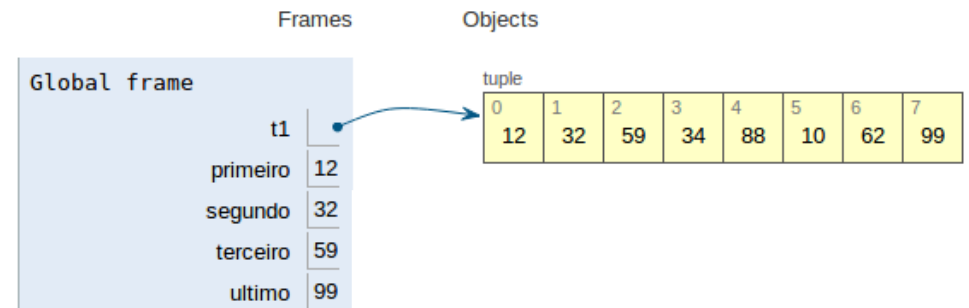 Frames Objects
Global frame
tuple
0 1 2 3 4 5 6 7
12 32 59 34 88 10 62 99
t1
primeiro 12
segundo 32
terceiro 59
ultimo 99